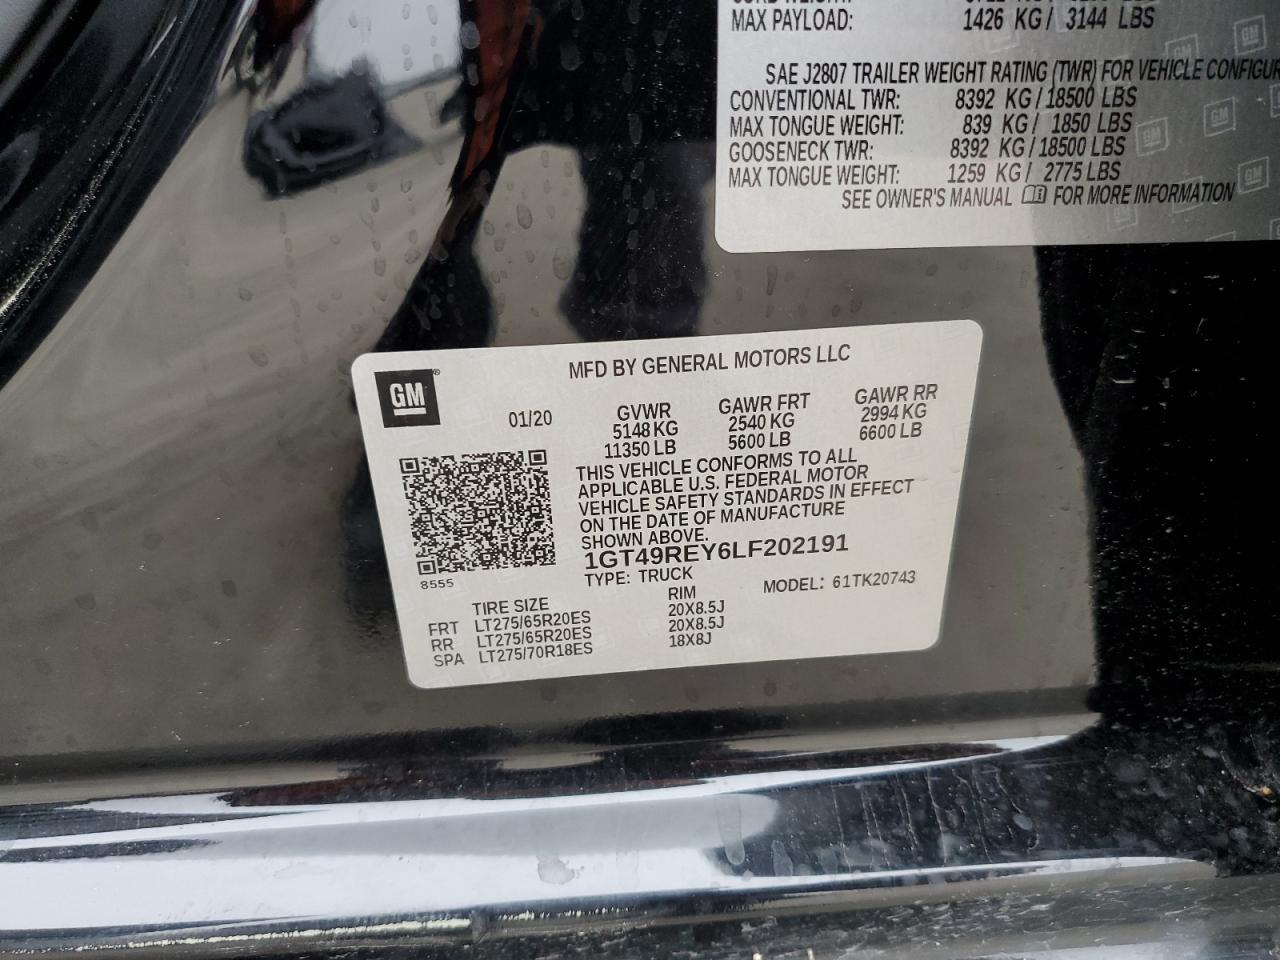 MAX PAYLOAD: 1426 KG / 3144 LBS
SAE J2807 TRAILER WEIGHT RATING (TWR) FOR VEHICLE
CONVENTIONAL TWR: 8392 KG / 18500 LBS
MAX TONGUE WEIGHT: 839 KG / 1850 LBS
GOOSENECK TWR: 8392 KG / 18500 LBS
MAX TONGUE WEIGHT: 1259 KG / 2775 LBS
SEE OWNER'S MANUAL FOR MORE INFORMATION
GM
MFD BY GENERAL MOTORS LLC
01/20
GVWR GAWR FRT GAWR RR
5148 KG 2540 KG 2994 KG
11350 LB 5600 LB 6600 LB
THIS VEHICLE CONFORMS TO ALL
APPLICABLE U.S. FEDERAL MOTOR
VEHICLE SAFETY STANDARDS IN EFFECT
ON THE DATE OF MANUFACTURE
SHOWN ABOVE.
1GT49REY6LF202191
TYPE: TRUCK MODEL: 61TK20743
8555
TIRE SIZE RIM
FRT LT275/65R20ES 20X8.5J
RR LT275/65R20ES 20X8.5J
SPA LT275/70R18ES 18X8J